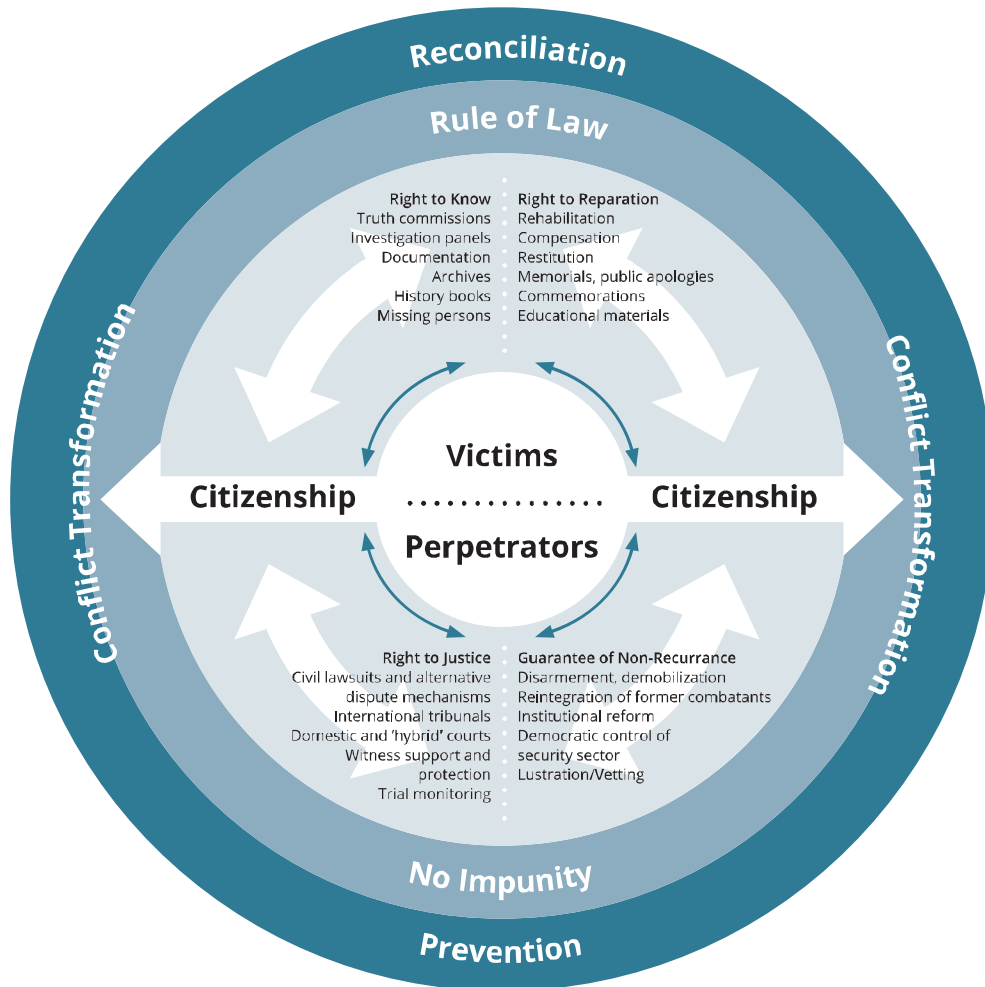 Reconciliation
Rule of Law
Right to Know
Truth commissions
Investigation panels
Documentation
Archives
History books
Missing persons
Right to Reparation
Rehabilitation
Compensation
Restitution
Memorials, public apologies
Commemorations
Educational materials
Conflict Transformation
Conflict Transformation
Citizenship
Victims
Perpetrators
Citizenship
Right to Justice
Civil lawsuits and alternative
dispute mechanisms
International tribunals
Domestic and ‘hybrid’ courts
Witness support and
protection
Trial monitoring
Guarantee of Non-Recurrance
Disarmement, demobilization
Reintegration of former combatants
Institutional reform
Democratic control of
security sector
Lustration/Vetting
No Impunity
Prevention